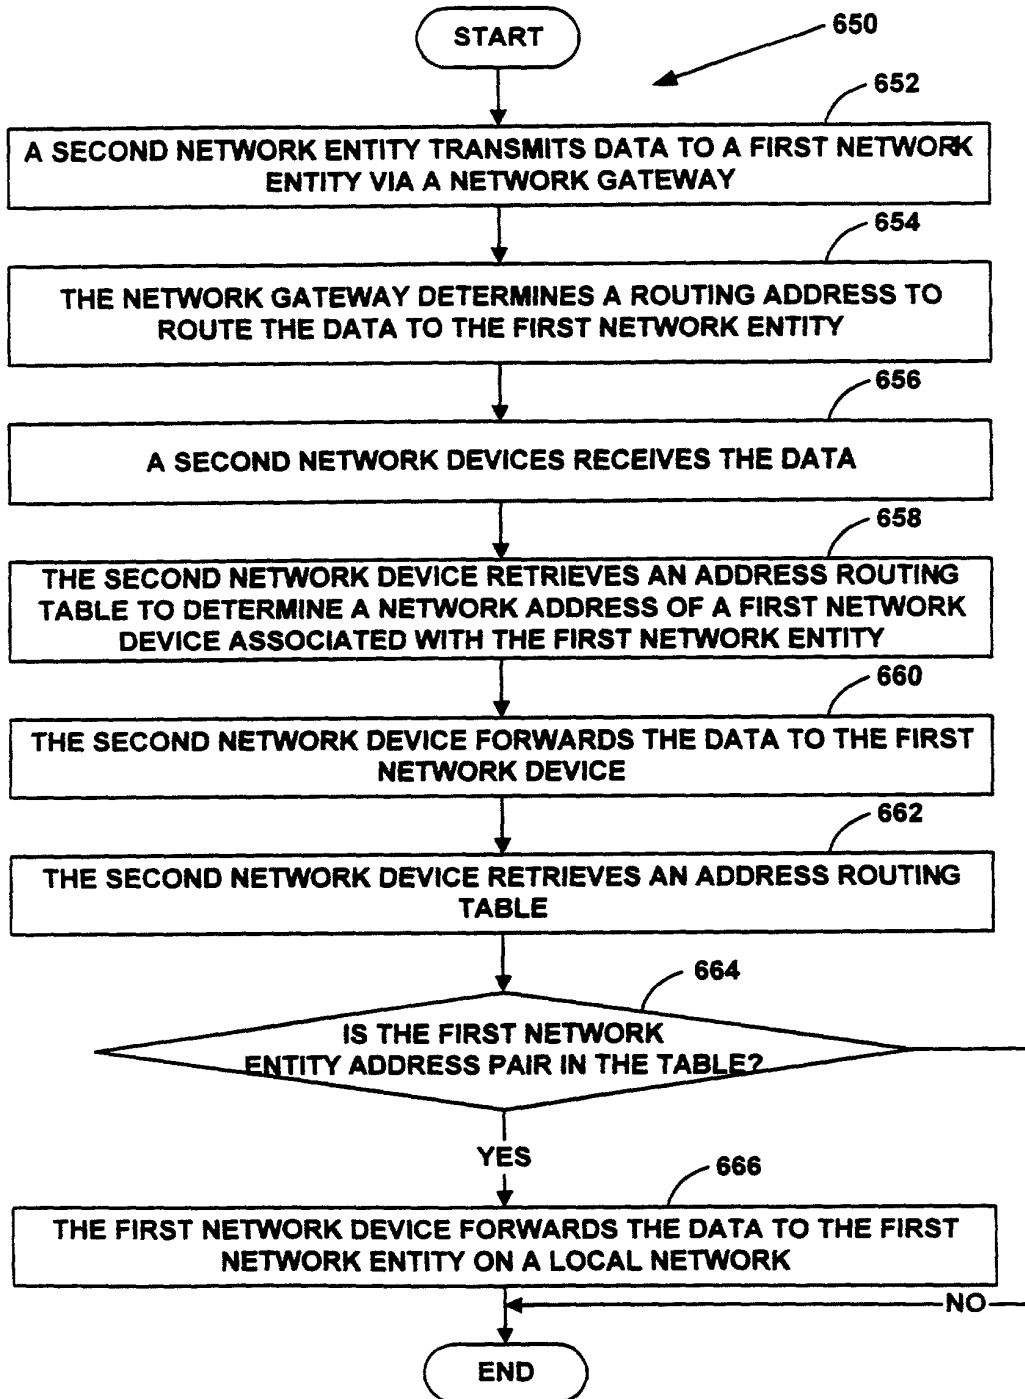 START
650
652
A SECOND NETWORK ENTITY TRANSMITS DATA TO A FIRST NETWORK
ENTITY VIA A NETWORK GATEWAY
654
THE NETWORK GATEWAY DETERMINES A ROUTING ADDRESS TO
ROUTE THE DATA TO THE FIRST NETWORK ENTITY
656
A SECOND NETWORK DEVICES RECEIVES THE DATA
658
THE SECOND NETWORK DEVICE RETRIEVES AN ADDRESS ROUTING
TABLE TO DETERMINE A NETWORK ADDRESS OF A FIRST NETWORK
DEVICE ASSOCIATED WITH THE FIRST NETWORK ENTITY
660
THE SECOND NETWORK DEVICE FORWARDS THE DATA TO THE FIRST
NETWORK DEVICE
662
THE SECOND NETWORK DEVICE RETRIEVES AN ADDRESS ROUTING
TABLE
664
IS THE FIRST NETWORK
ENTITY ADDRESS PAIR IN THE TABLE?
YES
666
THE FIRST NETWORK DEVICE FORWARDS THE DATA TO THE FIRST
NETWORK ENTITY ON A LOCAL NETWORK
NO
END